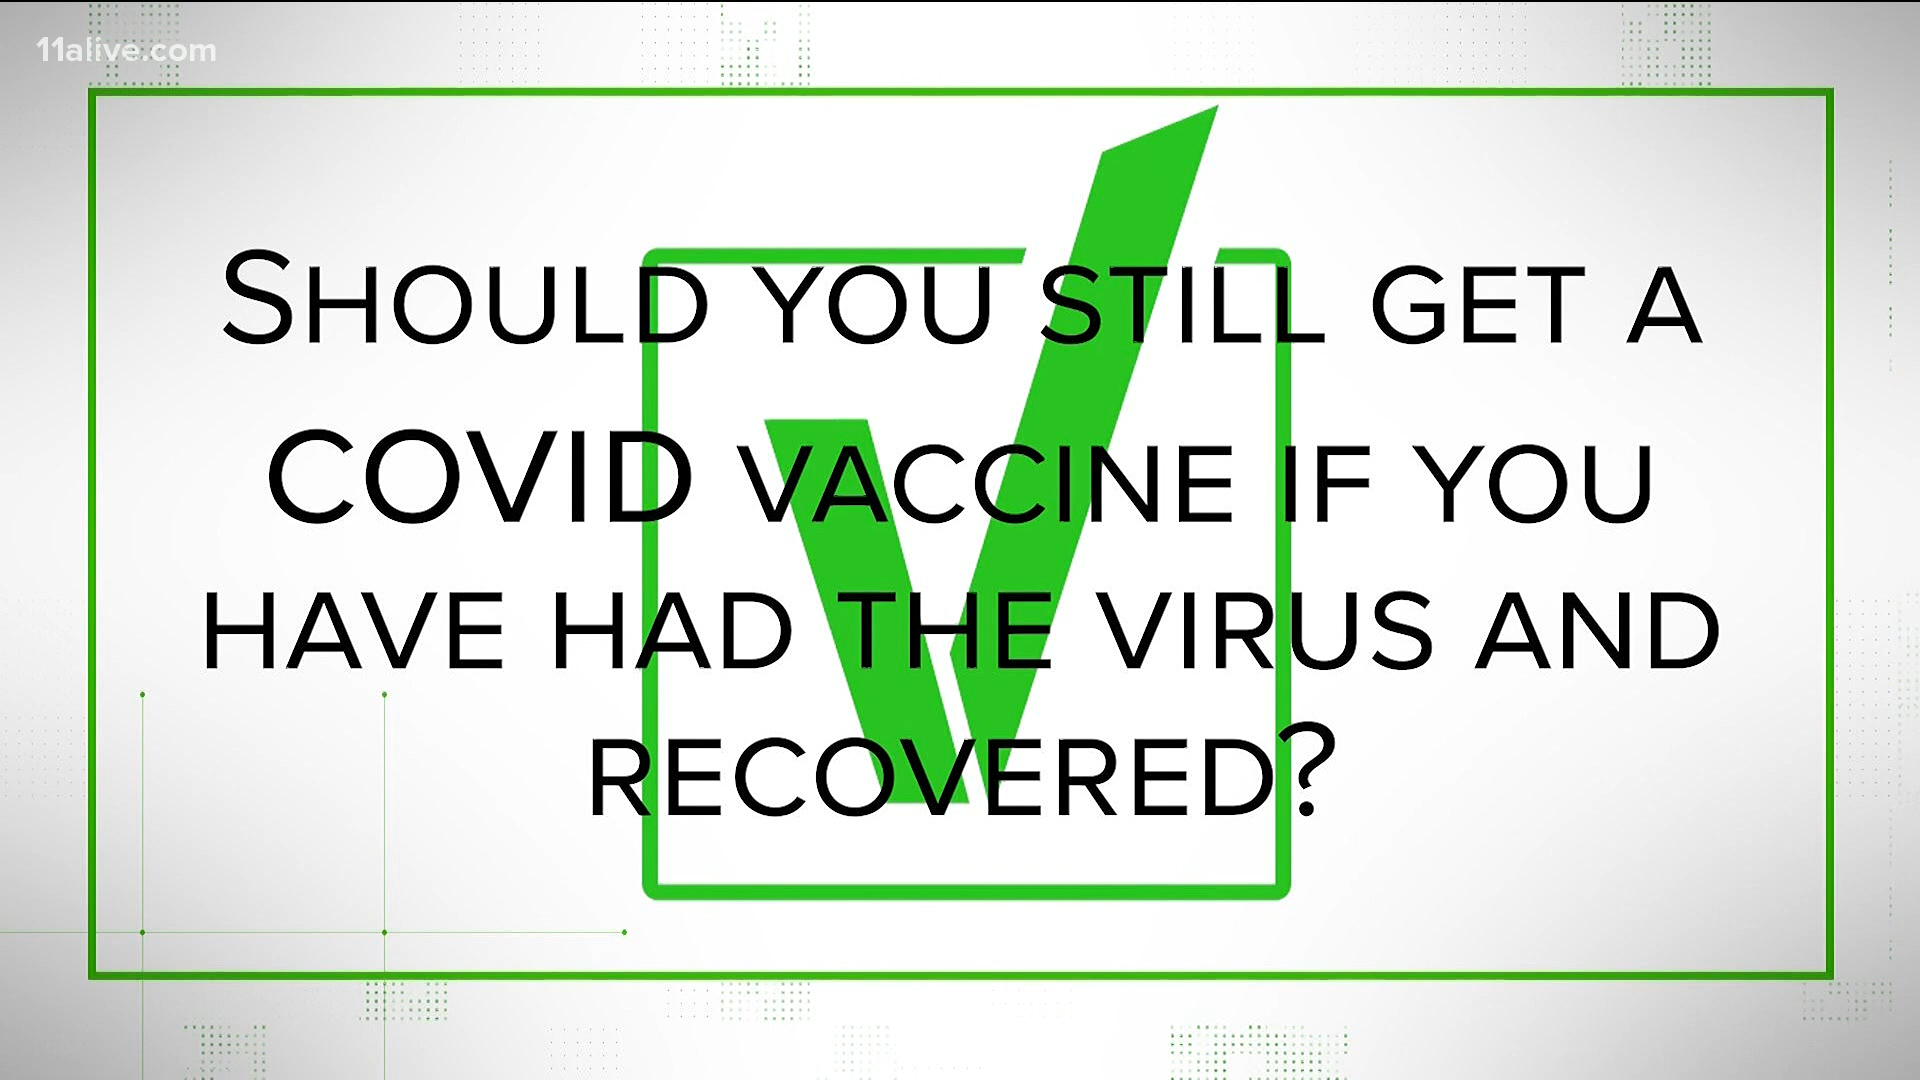 11alive.com
Should you still get a
COVID vaccine if you
have had the virus and
recovered?